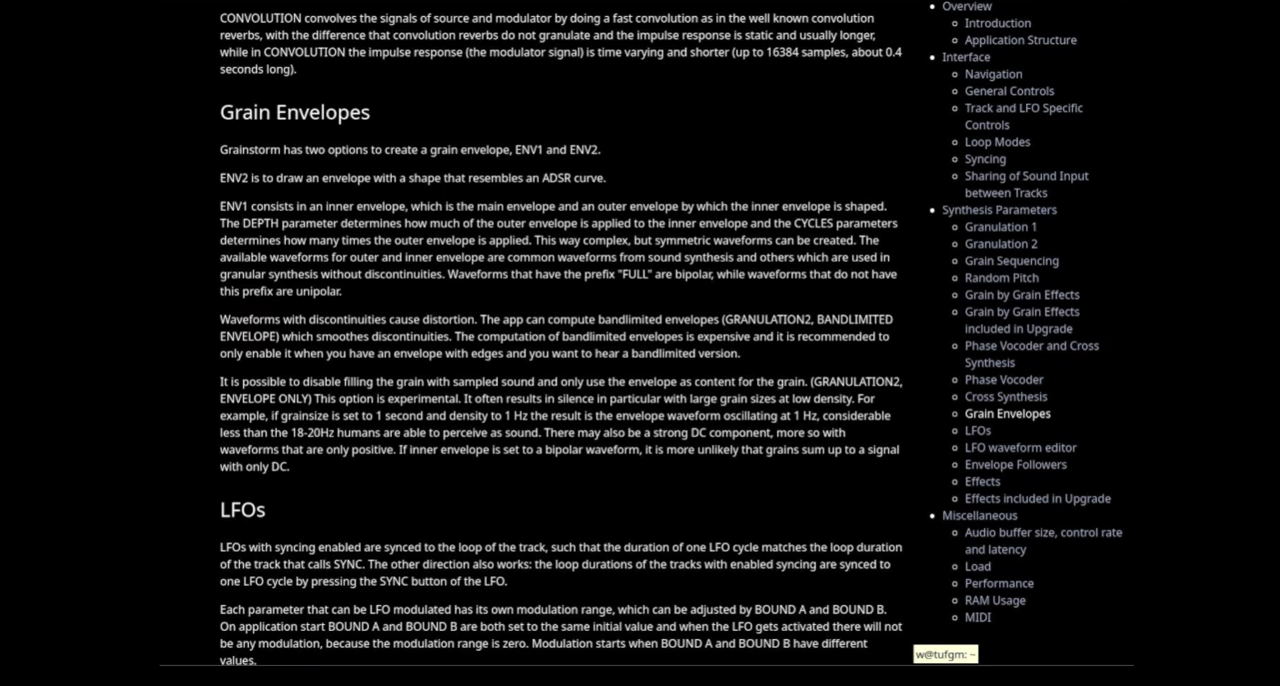 CONVOLUTION convolves the signals of source and modulator by doing a fast convolution as in the well known convolution
reverbs, with the difference that convolution reverbs do not granulate and the impulse response is static and usually longer,
while in CONVOLUTION the impulse response (the modulator signal) is time varying and shorter (up to 16384 samples, about 0.4
seconds long).
Grain Envelopes
Grainstorm has two options to create a grain envelope, ENV1 and ENV2.
ENV2 is to draw an envelope with a shape that resembles an ADSR curve.
ENV1 consists in an inner envelope, which is the main envelope and an outer envelope by which the inner envelope is shaped.
The DEPTH parameter determines how much of the outer envelope is applied to the inner envelope and the CYCLES parameters
determines how many times the outer envelope is applied. This way complex, but symmetric waveforms can be created. The
available waveforms for outer and inner envelope are common waveforms from sound synthesis and others which are used in
granular synthesis without discontinuities. Waveforms that have the prefix "FULL" are bipolar, while waveforms that do not have
this prefix are unipolar.
Waveforms with discontinuities cause distortion. The app can compute bandlimited envelopes (GRANULATION2, BANDLIMITED
ENVELOPE) which smoothes discontinuities. The computation of bandlimited envelopes is expensive and it is recommended to
only enable it when you have an envelope with edges and you want to hear a bandlimited version.
It is possible to disable filling the grain with sampled sound and only use the envelope as content for the grain. (GRANULATION2,
ENVELOPE ONLY) This option is experimental. It often results in silence in particular with large grain sizes at low density. For
example, if grainsize is set to 1 second and density to 1 Hz the result is the envelope waveform oscillating at 1 Hz, considerable
less than the 18-20Hz humans are able to perceive as sound. There may also be a strong DC component, more so with
waveforms that are only positive. If inner envelope is set to a bipolar waveform, it is more unlikely that grains sum up to a signal
with only DC.
LFOs
LFOs with syncing enabled are synced to the loop of the track, such that the duration of one LFO cycle matches the loop duration
of the track that calls SYNC. The other direction also works: the loop durations of the tracks with enabled syncing are synced to
one LFO cycle by pressing the SYNC button of the LFO.
Each parameter that can be LFO modulated has its own modulation range, which can be adjusted by BOUND A and BOUND B.
On application start BOUND A and BOUND B are both set to the same initial value and when the LFO gets activated there will not
be any modulation, because the modulation range is zero. Modulation starts when BOUND A and BOUND B have different
values.
Overview
Introduction
Application Structure
Interface
Navigation
General Controls
Track and LFO Specific
Controls
Loop Modes
Syncing
Sharing of Sound Input
between Tracks
Synthesis Parameters
Granulation 1
Granulation 2
Grain Sequencing
Random Pitch
Grain by Grain Effects
Grain by Grain Effects
included in Upgrade
Phase Vocoder and Cross
Synthesis
Phase Vocoder
Cross Synthesis
Grain Envelopes
LFOs
LFO waveform editor
Envelope Followers
Effects
Effects included in Upgrade
Miscellaneous
Audio buffer size, control rate
and latency
Load
Performance
RAM Usage
MIDI
w@tufgm: ~